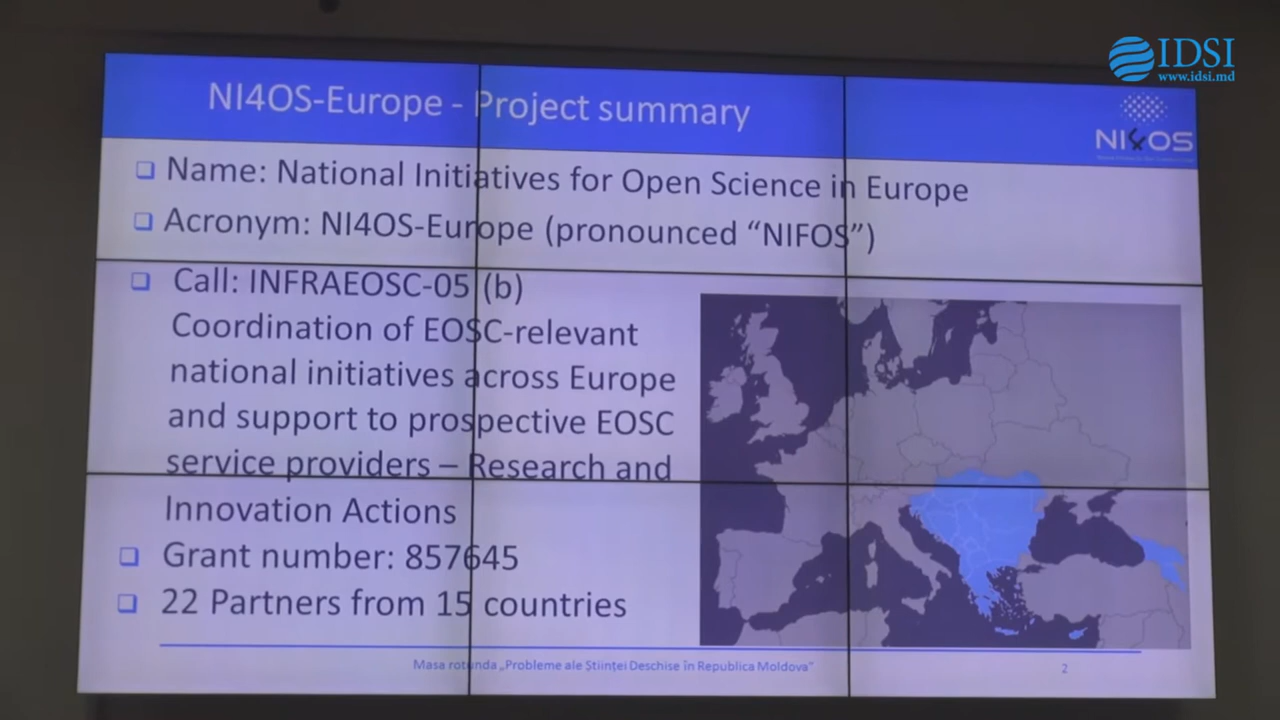 IDSI
www.idsi.md
NI4OS-Europe - Project summary
NI4OS
❑ Name: National Initiatives for Open Science in Europe
❑ Acronym: NI4OS-Europe (pronounced “NIFOS”)
❑ Call: INFRAEOSC-05 (b)
Coordination of EOSC-relevant
national initiatives across Europe
and support to prospective EOSC
service providers – Research and
Innovation Actions
❑ Grant number: 857645
❑ 22 Partners from 15 countries
Masa rotunda „Probleme ale Științei Deschise în Republica Moldova”
2